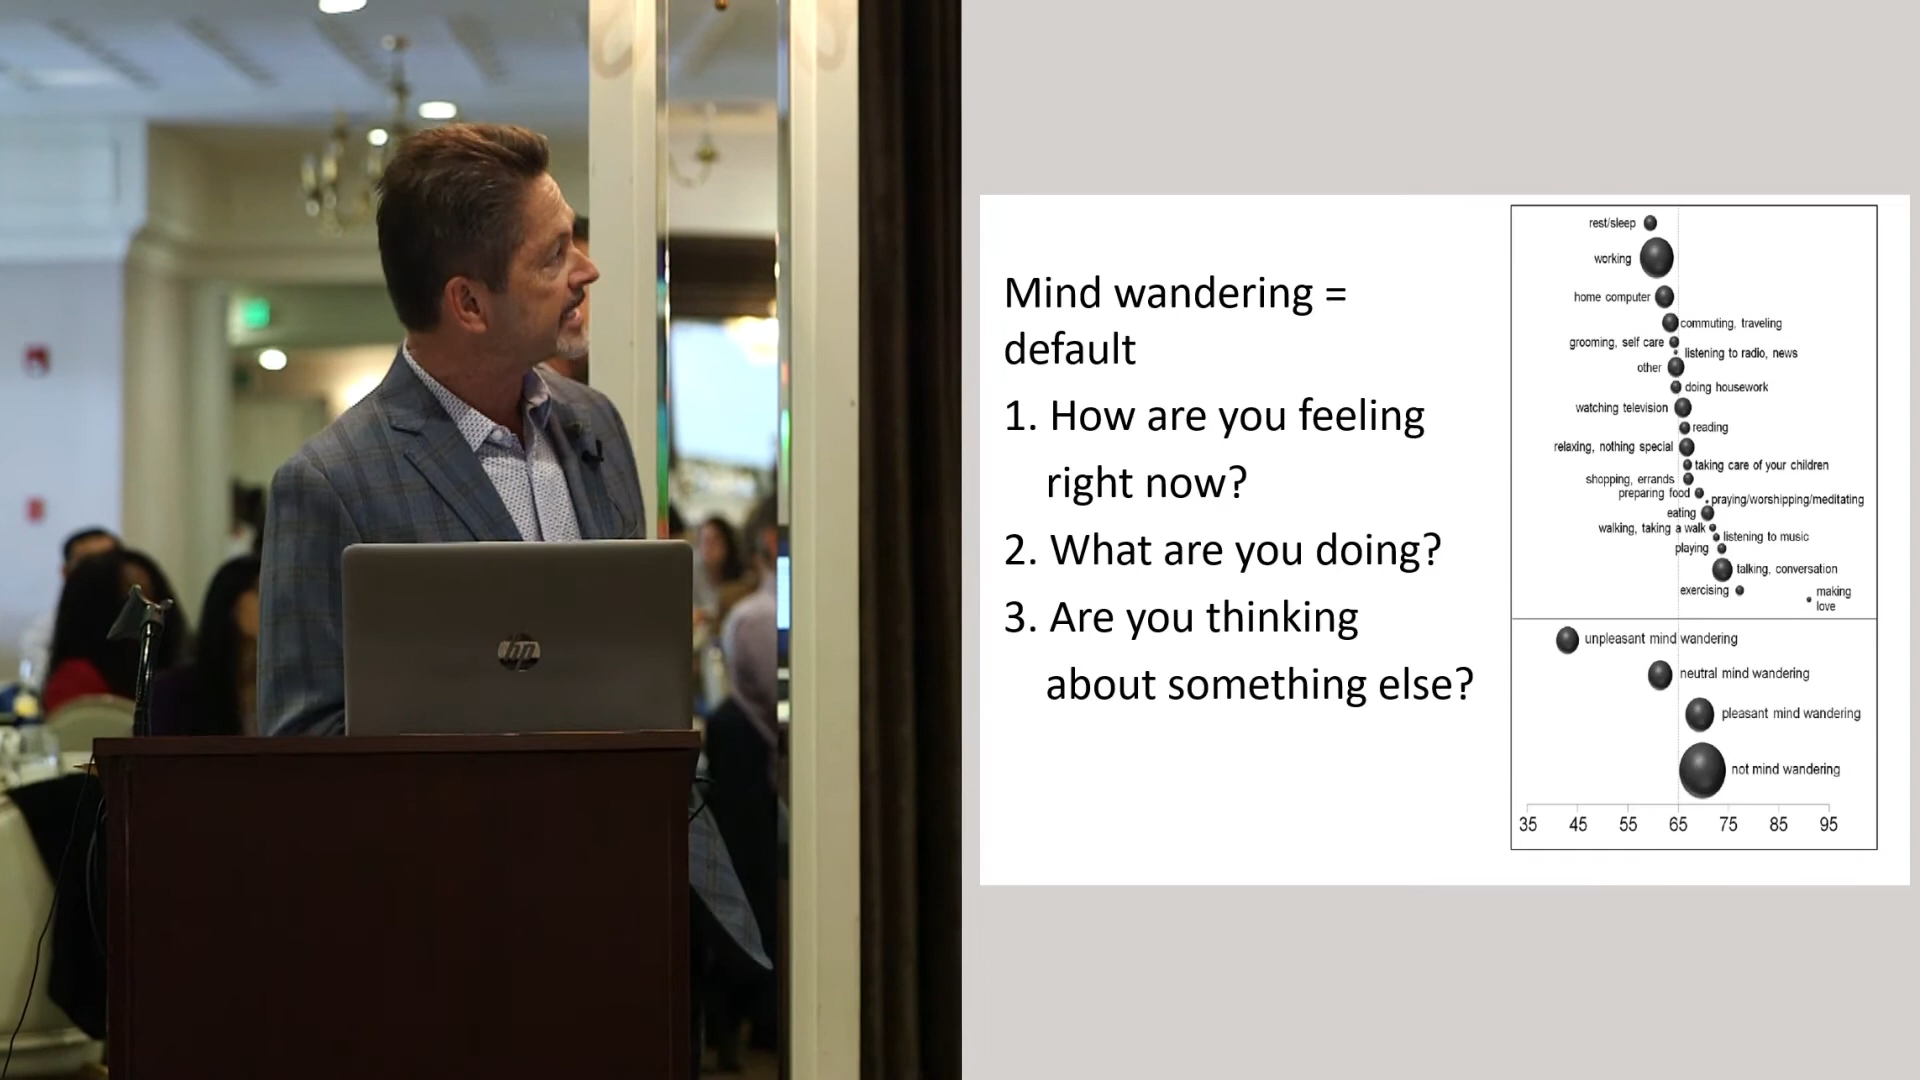 hp
Mind wandering =
default
1. How are you feeling
right now?
2. What are you doing?
3. Are you thinking
about something else?
rest/sleep
working
home computer
commuting, traveling
grooming, self care
listening to radio, news
other
doing housework
watching television
reading
relaxing, nothing special
taking care of your children
shopping, errands
preparing food
praying/worshipping/meditating
eating
walking, taking a walk
listening to music
playing
talking, conversation
exercising
making
love
unpleasant mind wandering
neutral mind wandering
pleasant mind wandering
not mind wandering
35 45 55 65 75 85 95